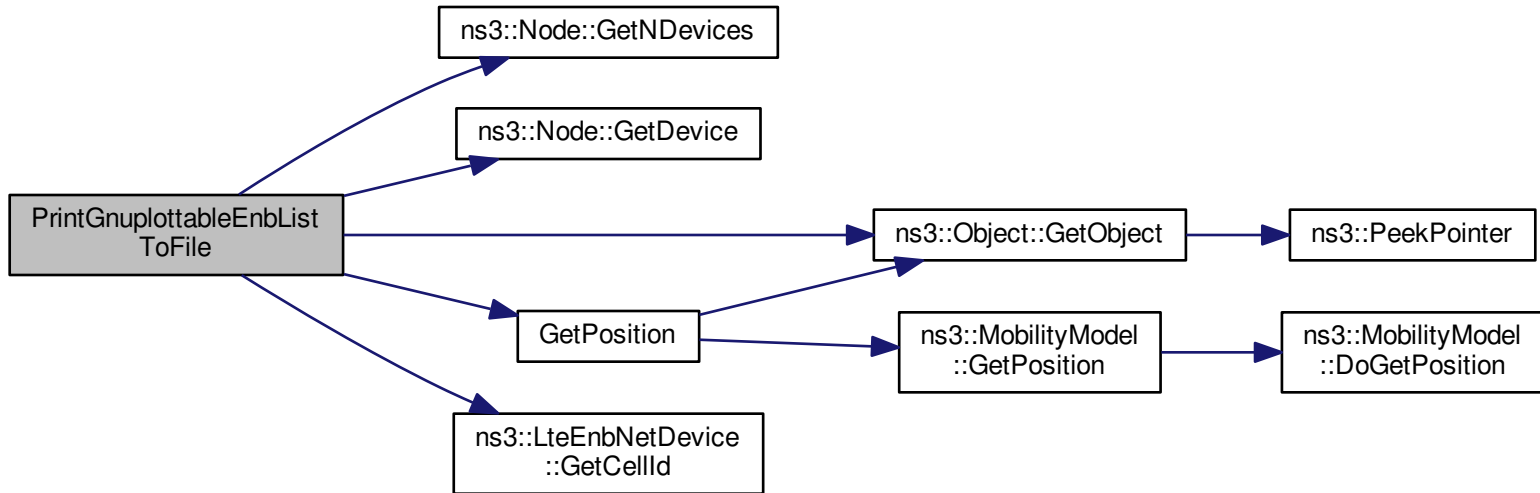 ns3::Node::GetNDevices
ns3::Node::GetDevice
PrintGnuplottableEnbList
ToFile
ns3::Object::GetObject
ns3::PeekPointer
GetPosition
ns3::MobilityModel
::GetPosition
ns3::MobilityModel
::DoGetPosition
ns3::LteEnbNetDevice
::GetCellId